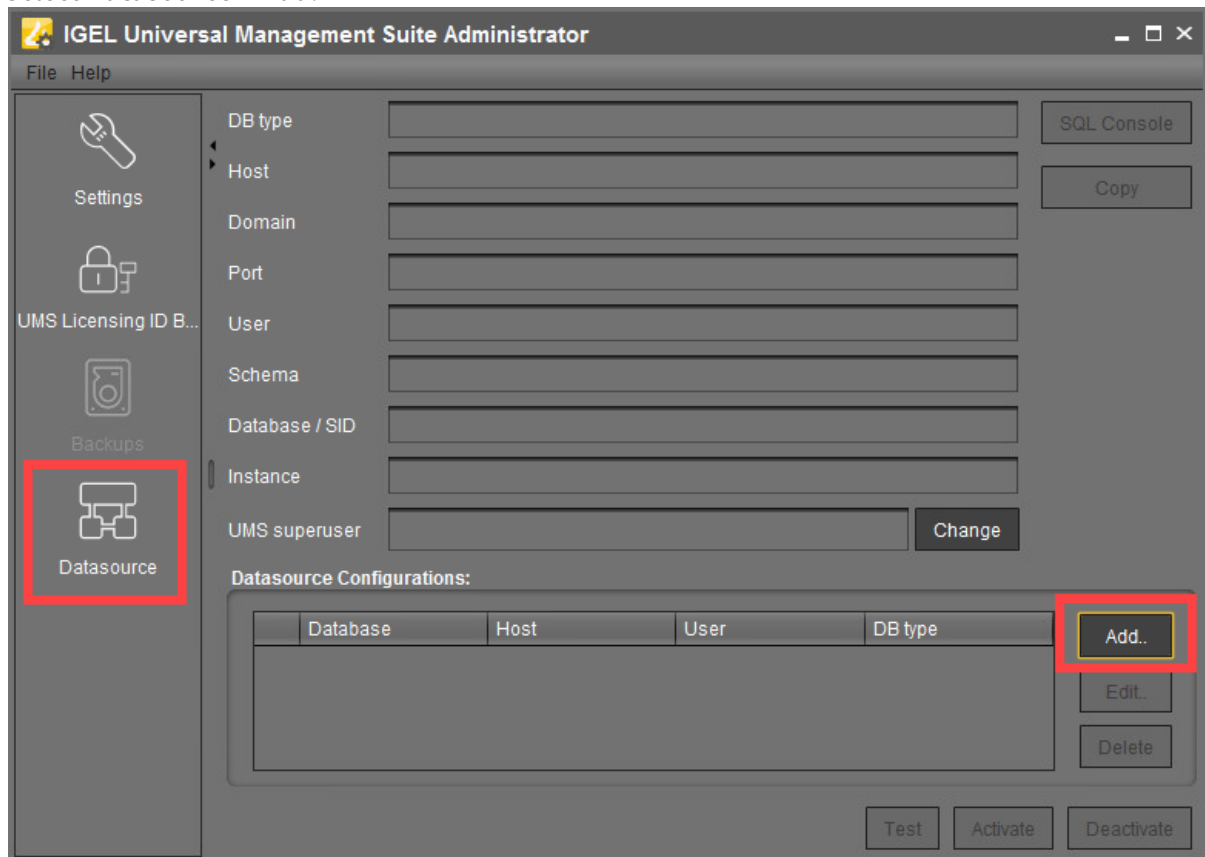 IGEL Universal Management Suite Administrator
File Help
Settings
UMS Licensing ID B...
Backups
Datasource
DB type
Host
Domain
Port
User
Schema
Database / SID
Instance
UMS superuser
Change
SQL Console
Copy
Datasource Configurations:
Database Host User DB type
Add..
Edit..
Delete
Test Activate Deactivate